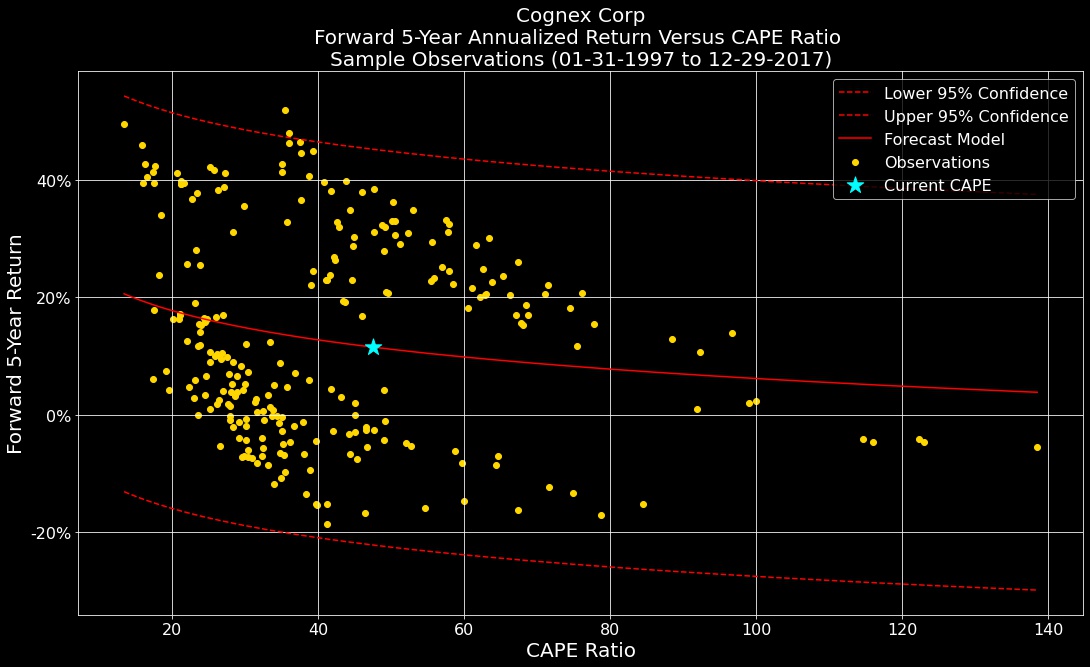 Cognex Corp
Forward 5-Year Annualized Return Versus CAPE Ratio
Sample Observations (01-31-1997 to 12-29-2017)
Lower 95% Confidence
Upper 95% Confidence
Forecast Model
Observations
Current CAPE
Forward 5-Year Return
40%
20%
0%
-20%
20 40 60 80 100 120 140
CAPE Ratio